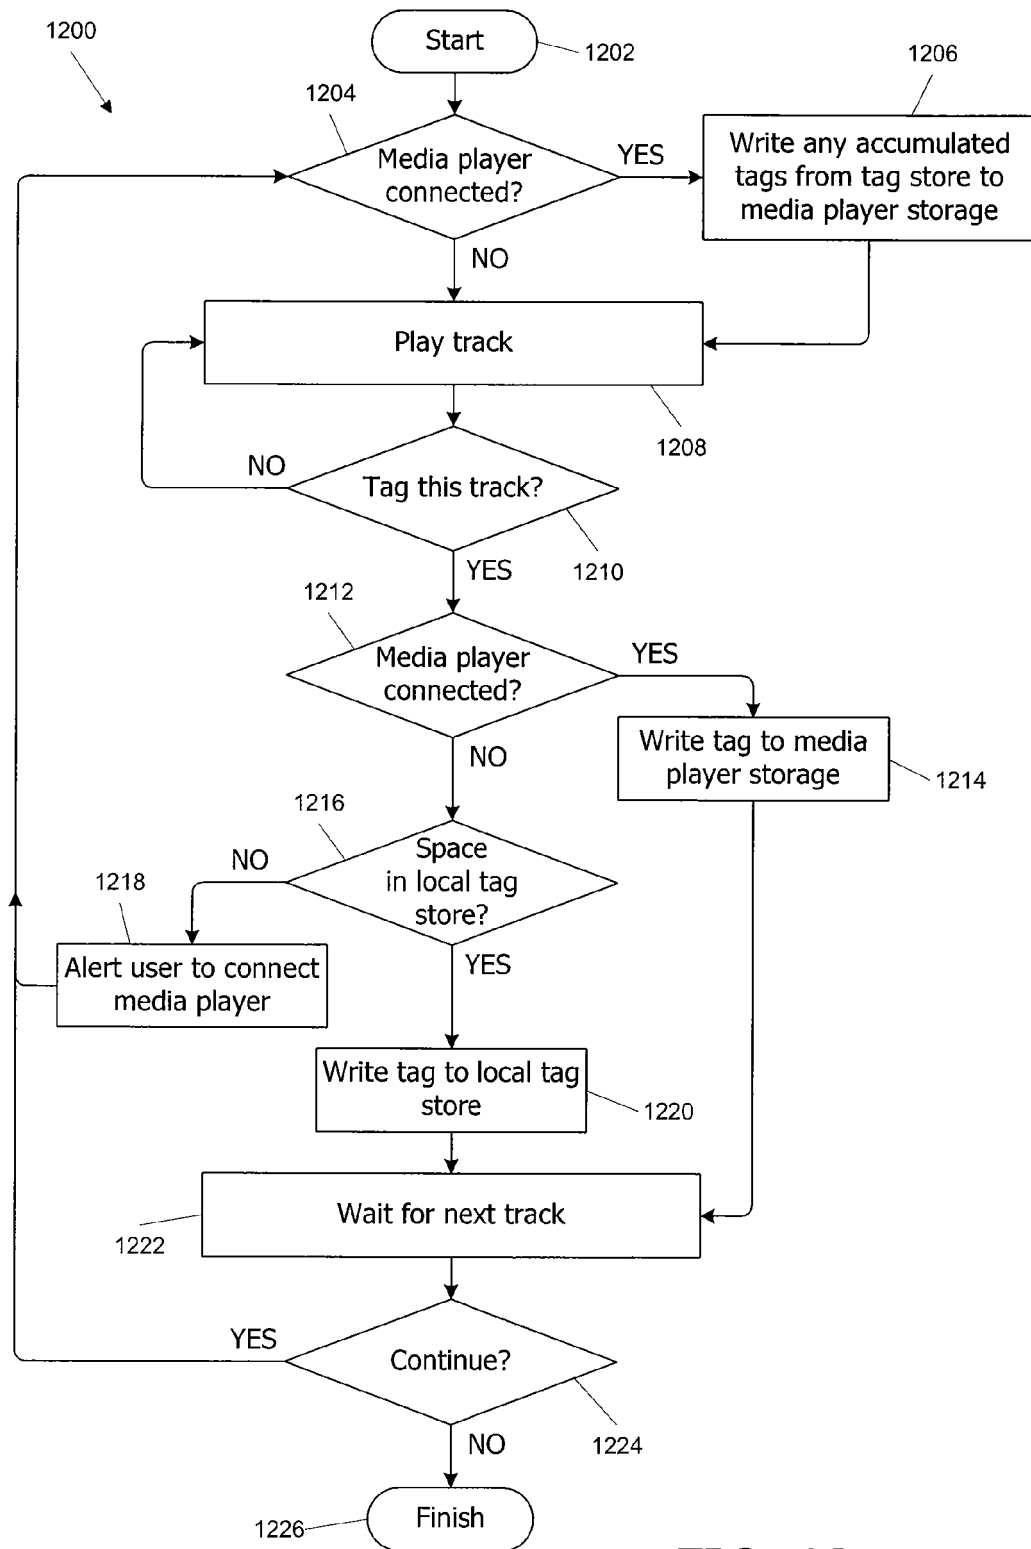 1200
Start
1202
1206
1204
Media player
connected?
YES
Write any accumulated
tags from tag store to
media player storage
NO
Play track
1208
NO
Tag this track?
1210
YES
1212
Media player
connected?
YES
NO
Write tag to media
player storage
1214
1216
Space
in local tag
store?
NO
1218
YES
Alert user to connect
media player
Write tag to local tag
store
1220
Wait for next track
1222
YES
Continue?
1224
NO
Finish
1226